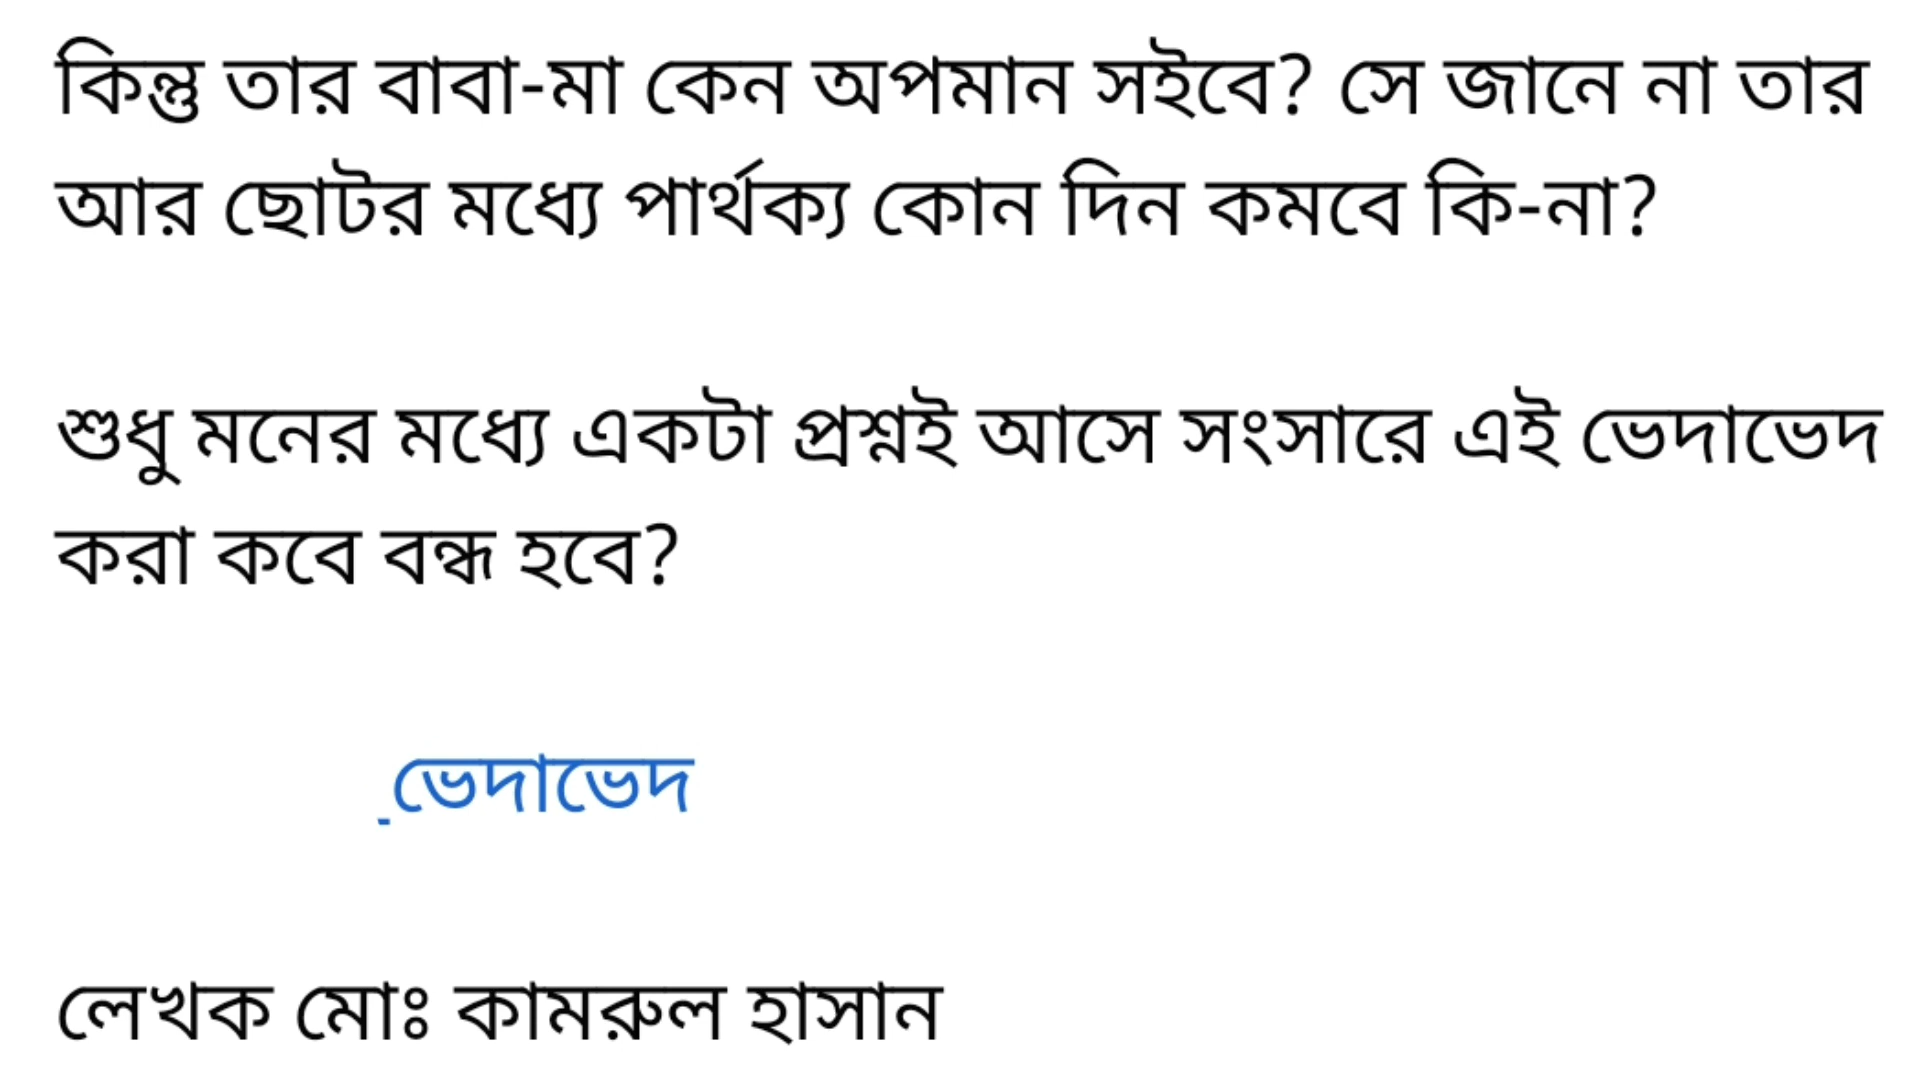 কিন্তু তার বাবা-মা কেন অপমান সইবে? সে জানে না তার
আর ছোটর মধ্যে পার্থক্য কোন দিন কমবে কি-না?
শুধু মনের মধ্যে একটা প্রশ্নই আসে সংসারে এই ভেদাভেদ
করা কবে বন্ধ হবে?
ভেদাভেদ
লেখক মোঃ কামরুল হাসান